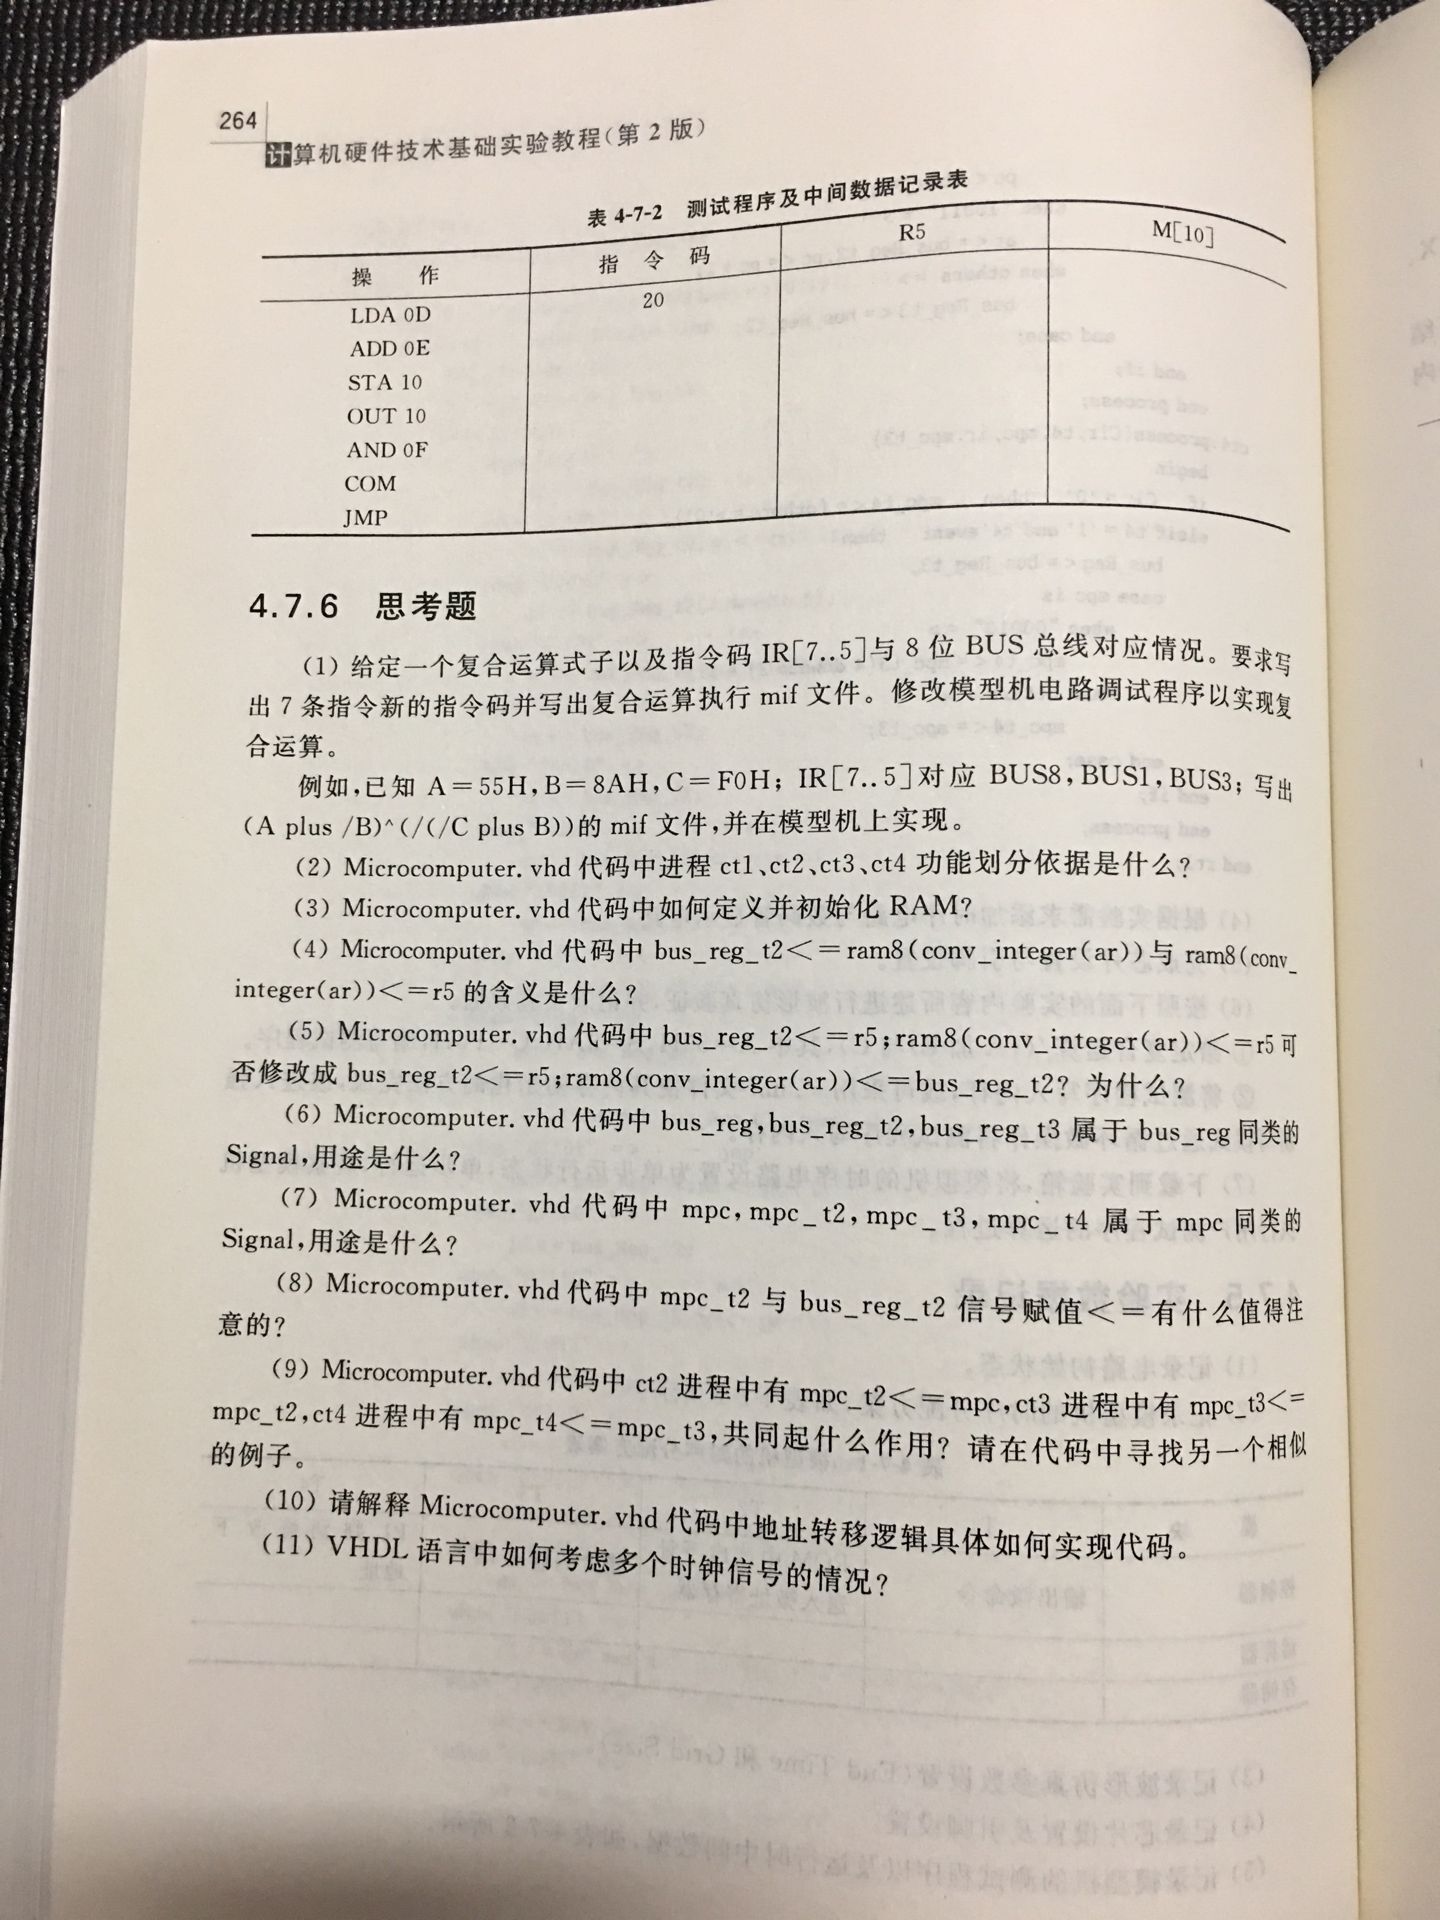 264
计算机硬件技术基础实验教程(第2版)
表 4-7-2 测试程序及中间数据记录表
操 作 指 令 码 R5 M[10]
LDA 0D 20
ADD 0E
STA 10
OUT 10
AND 0F
COM
JMP
4.7.6 思考题
(1) 给定一个复合运算式子以及指令码 IR[7..5]与 8 位 BUS 总线对应情况。要求写
出 7 条指令新的指令码并写出复合运算执行 mif 文件。修改模型机电路调试程序以实现复
合运算。
例如,已知 A=55H,B=8AH,C=F0H; IR[7..5]对应 BUS8,BUS1,BUS3; 写出
(A plus /B)^(/(/C plus B))的 mif 文件,并在模型机上实现。
(2) Microcomputer. vhd 代码中进程 ct1、ct2、ct3、ct4 功能划分依据是什么?
(3) Microcomputer. vhd 代码中如何定义并初始化 RAM?
(4) Microcomputer. vhd 代码中 bus_reg_t2<=ram8(conv_integer(ar))与 ram8(conv_
integer(ar))<=r5 的含义是什么?
(5) Microcomputer. vhd 代码中 bus_reg_t2<=r5;ram8(conv_integer(ar))<=r5 可
否修改成 bus_reg_t2<=r5;ram8(conv_integer(ar))<=bus_reg_t2? 为什么?
(6) Microcomputer. vhd 代码中 bus_reg,bus_reg_t2,bus_reg_t3 属于 bus_reg 同类的
Signal,用途是什么?
(7) Microcomputer. vhd 代码中 mpc,mpc_t2,mpc_t3,mpc_t4 属于 mpc 同类的
Signal,用途是什么?
(8) Microcomputer. vhd 代码中 mpc_t2 与 bus_reg_t2 信号赋值<=有什么值得注
意的?
(9) Microcomputer. vhd 代码中 ct2 进程中有 mpc_t2<=mpc,ct3 进程中有 mpc_t3<=
mpc_t2,ct4 进程中有 mpc_t4<=mpc_t3,共同起什么作用? 请在代码中寻找另一个相似
的例子。
(10) 请解释 Microcomputer. vhd 代码中地址转移逻辑具体如何实现代码。
(11) VHDL 语言中如何考虑多个时钟信号的情况?